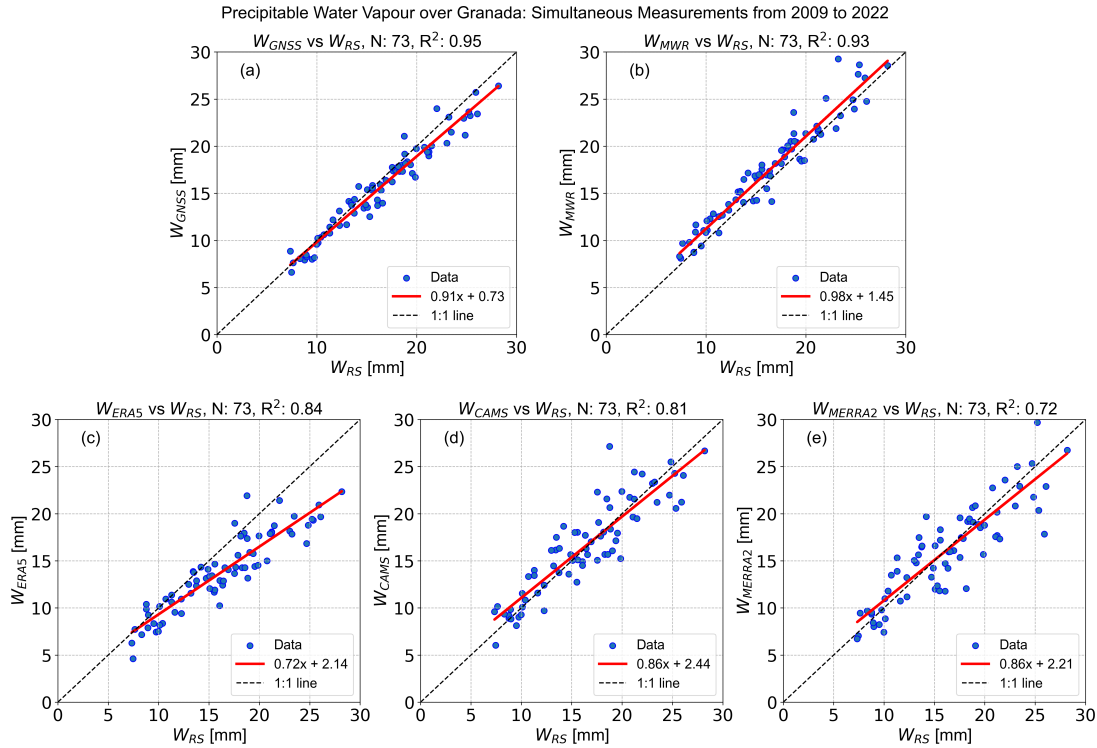 Precipitable Water Vapour over Granada: Simultaneous Measurements from 2009 to 2022
W_GNSS vs W_RS, N: 73, R²: 0.95
(a)
30
25
20
15
10
5
0
W_GNSS [mm]
Data
0.91x + 0.73
1:1 line
0 10 20 30
W_RS [mm]
W_MWR vs W_RS, N: 73, R²: 0.93
(b)
30
25
20
15
10
5
0
W_MWR [mm]
Data
0.98x + 1.45
1:1 line
0 10 20 30
W_RS [mm]
W_ERA5 vs W_RS, N: 73, R²: 0.84
(c)
30
25
20
15
10
5
0
W_ERA5 [mm]
Data
0.72x + 2.14
1:1 line
0 5 10 15 20 25 30
W_RS [mm]
W_CAMS vs W_RS, N: 73, R²: 0.81
(d)
30
25
20
15
10
5
0
W_CAMS [mm]
Data
0.86x + 2.44
1:1 line
0 5 10 15 20 25 30
W_RS [mm]
W_MERRA2 vs W_RS, N: 73, R²: 0.72
(e)
30
25
20
15
10
5
0
W_MERRA2 [mm]
Data
0.86x + 2.21
1:1 line
0 5 10 15 20 25 30
W_RS [mm]